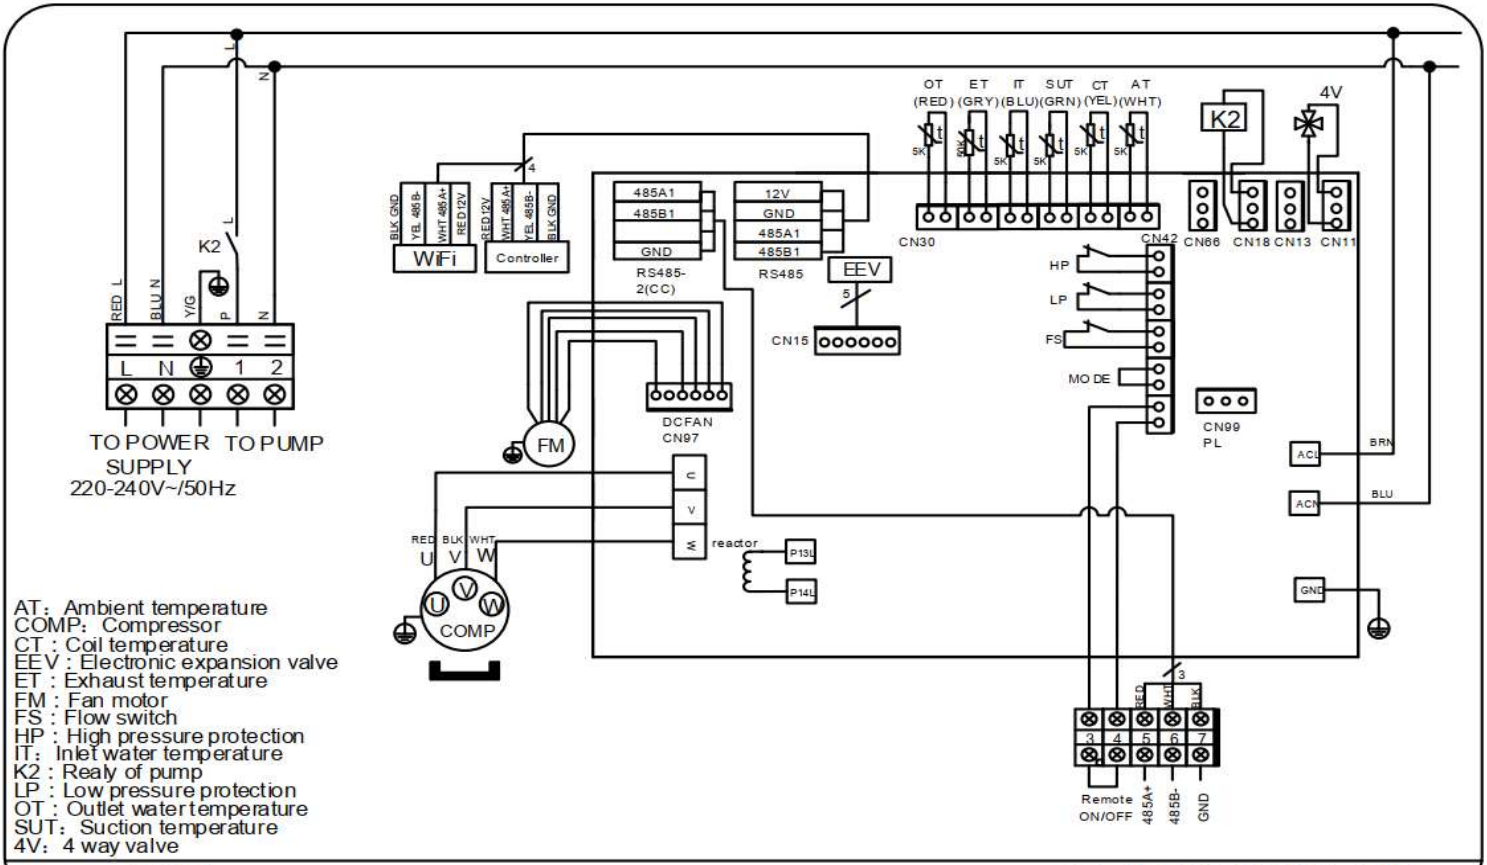 L
N
OT ET IT SUT CT AT
(RED) (GRY) (BLU) (GRN) (YEL) (WHT)
t t t t t t
5K 50K 5K 5K 5K 5K
K2
4V
4
BLK GND
YEL 485B-
WHT 485A+
RED 12V
WiFi
RED 12V
WHT 485A+
YEL 485B-
BLK GND
Controller
485A1
485B1
GND
RS485-
2(CC)
12V
GND
485A1
485B1
RS485
CN30
CN42
CN66
CN18
CN13
CN11
EEV
5
CN15
HP
LP
FS
MODE
L
K2
RED L
BLU N
Y/G
P
N
L N 1 2
TO POWER
SUPPLY
220-240V~/50Hz
TO PUMP
DCFAN
CN97
FM
CN99
PL
ACL
BRN
ACN
BLU
GND
U
V
W
reactor
P13L
P14L
RED BLK WHT
U V W
U V W
COMP
3
RED
WHT
BLK
3 4 5 6 7
Remote
ON/OFF
485A+
485B-
GND
AT: Ambient temperature
COMP: Compressor
CT : Coil temperature
EEV : Electronic expansion valve
ET : Exhaust temperature
FM : Fan motor
FS : Flow switch
HP : High pressure protection
IT: Inlet water temperature
K2 : Realy of pump
LP : Low pressure protection
OT : Outlet water temperature
SUT: Suction temperature
4V: 4 way valve